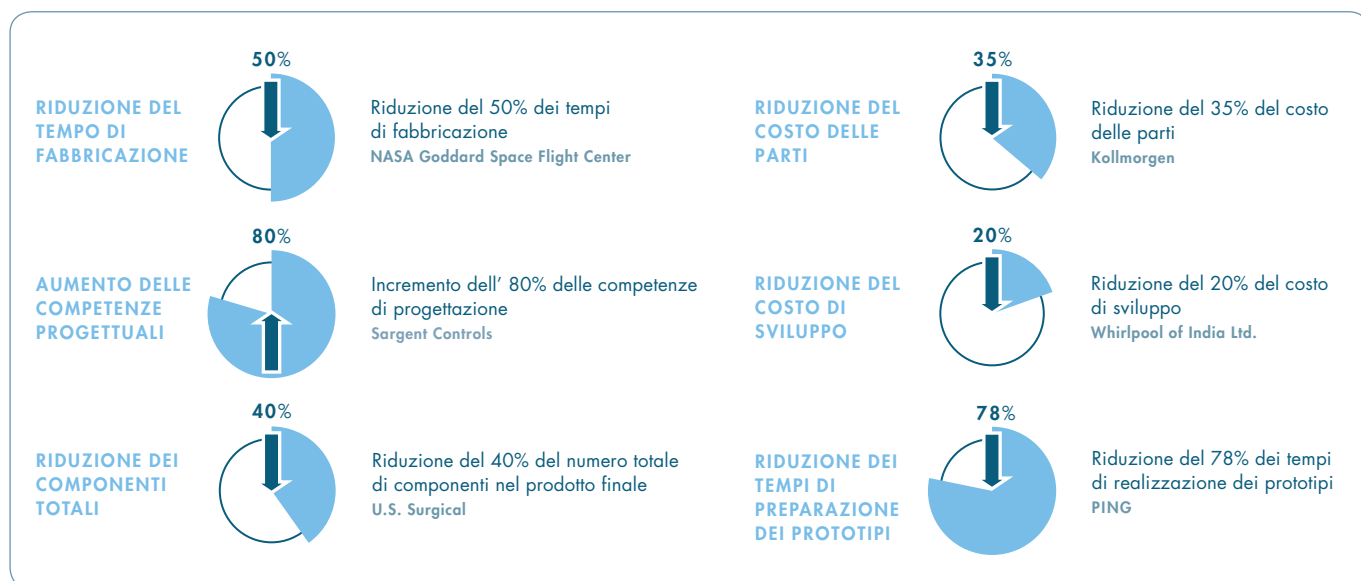 50%
RIDUZIONE DEL
TEMPO DI
FABBRICAZIONE
Riduzione del 50% dei tempi
di fabbricazione
NASA Goddard Space Flight Center
35%
RIDUZIONE DEL
COSTO DELLE
PARTI
Riduzione del 35% del costo
delle parti
Kollmorgen
80%
AUMENTO DELLE
COMPETENZE
PROGETTUALI
Incremento dell' 80% delle competenze
di progettazione
Sargent Controls
20%
RIDUZIONE DEL
COSTO DI
SVILUPPO
Riduzione del 20% del costo
di sviluppo
Whirlpool of India Ltd.
40%
RIDUZIONE DEI
COMPONENTI
TOTALI
Riduzione del 40% del numero totale
di componenti nel prodotto finale
U.S. Surgical
78%
RIDUZIONE DEI
TEMPI DI
PREPARAZIONE
DEI PROTOTIPI
Riduzione del 78% dei tempi
di realizzazione dei prototipi
PING